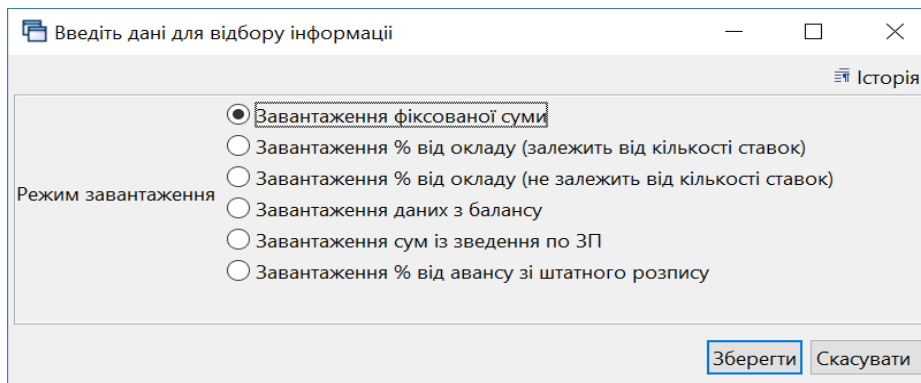 Введіть дані для відбору інформаціі
Історія
Завантаження фіксованої суми
Завантаження % від окладу (залежить від кількості ставок)
Завантаження % від окладу (не залежить від кількості ставок)
Режим завантаження
Завантаження даних з балансу
Завантаження сум із зведення по ЗП
Завантаження % від авансу зі штатного розпису
Зберегти Скасувати